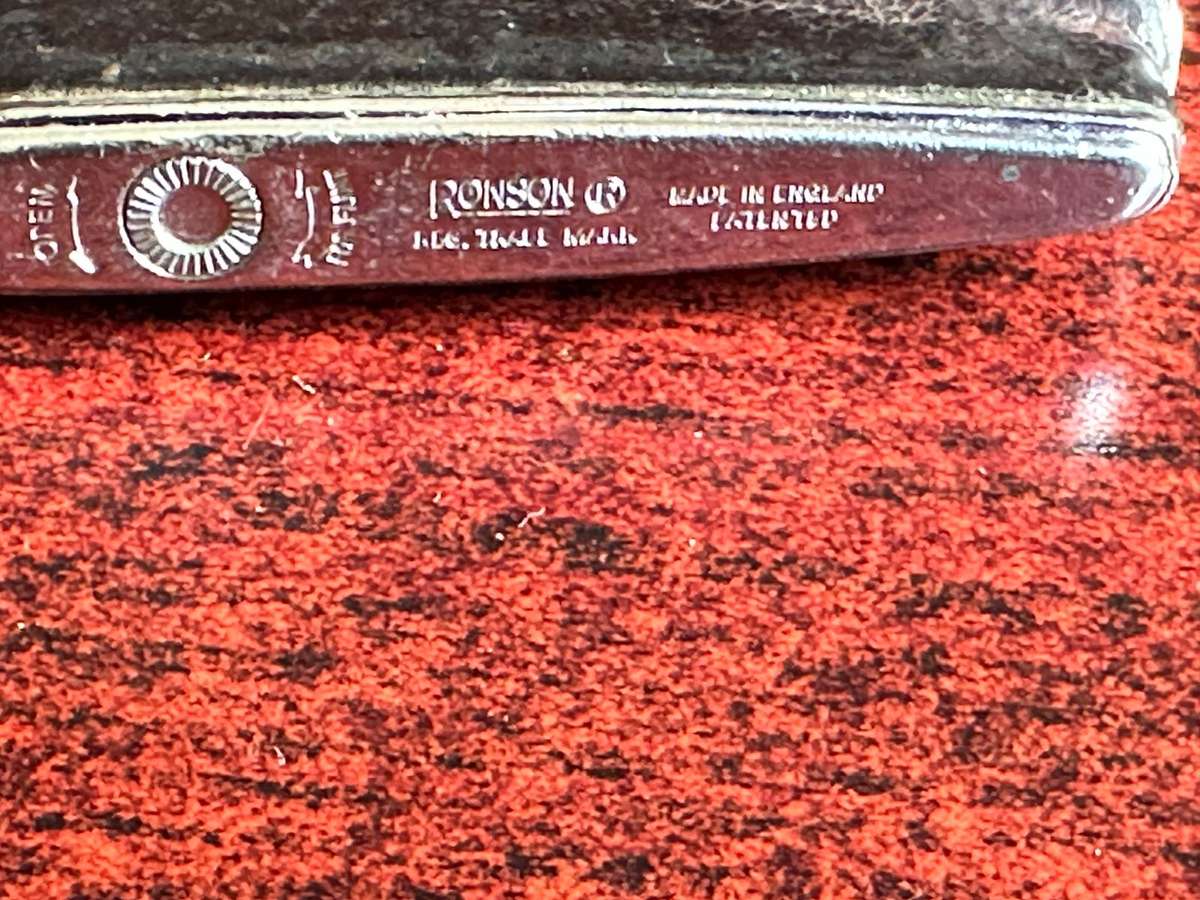 OPEN
RONSON ®
REG. TRADE MARK
MADE IN ENGLAND
PATENTED